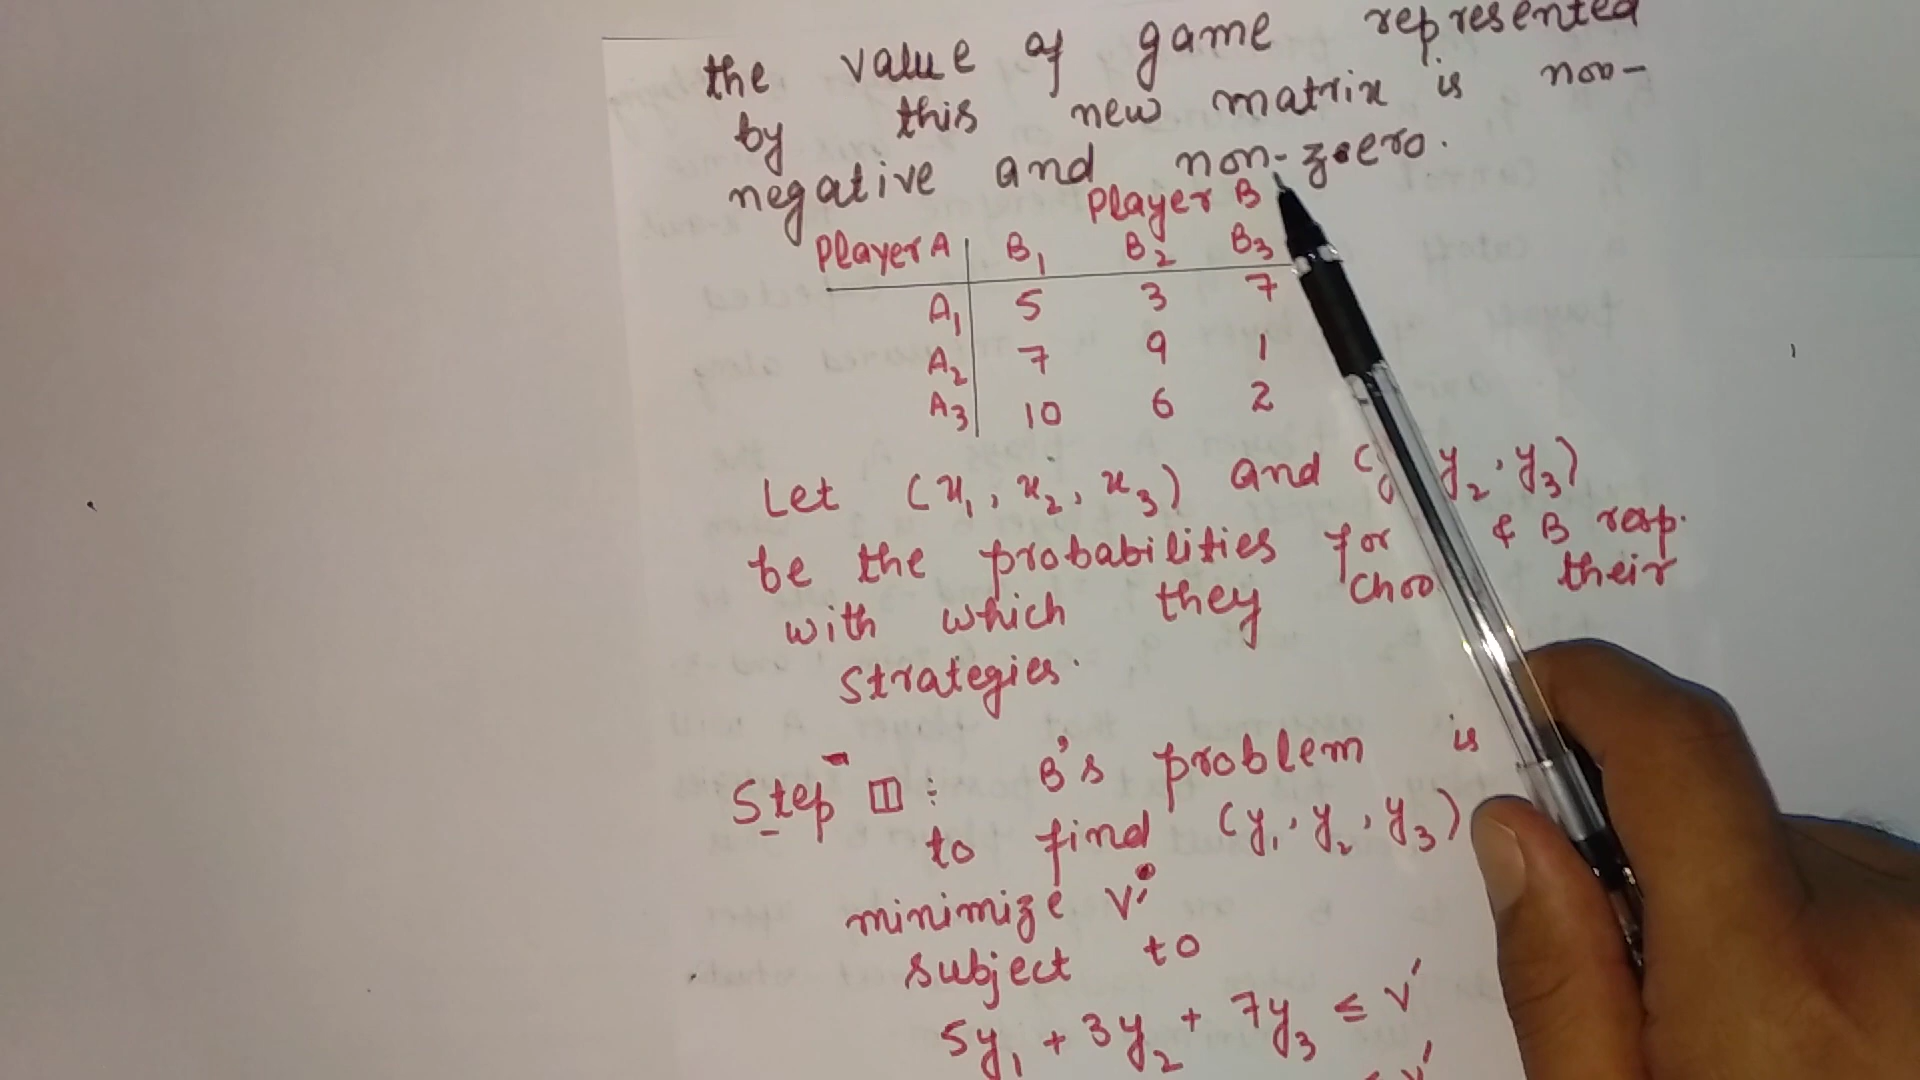 the value of game represented
by this new matrix is non-
negative and non-zero.
Player B
Player A B1 B2 B3
A1 5 3 7
A2 7 9 1
A3 10 6 2
Let (x1, x2, x3) and ( y2, y3)
be the probabilities for & B resp.
with which they their
strategies.
Step III: B's problem is
to find (y1, y2, y3)
minimize v'
subject to
5y1 + 3y2 + 7y3 ≤ v'
≤ v'